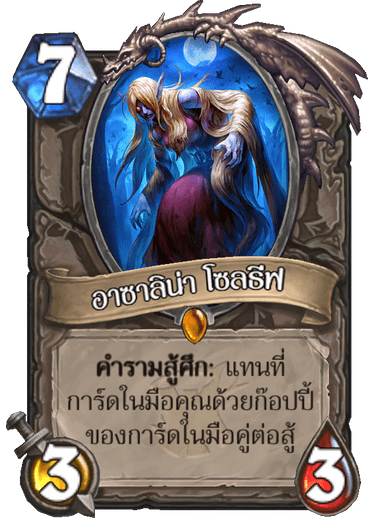 7
อาซาลิน่า โซลธีฟ
คำรามสู้ศึก: แทนที่
การ์ดในมือคุณด้วยก๊อปปี้
ของการ์ดในมือคู่ต่อสู้
3
3